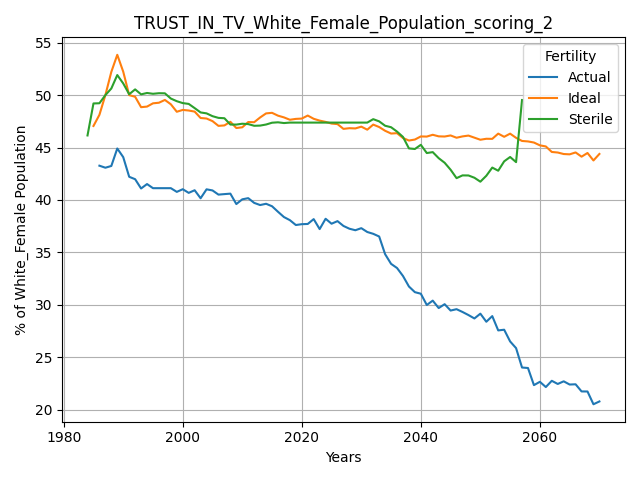 TRUST_IN_TV_White_Female_Population_scoring_2
Fertility
Actual
Ideal
Sterile
% of White_Female Population
55
50
45
40
35
30
25
20
1980
2000
2020
2040
2060
Years